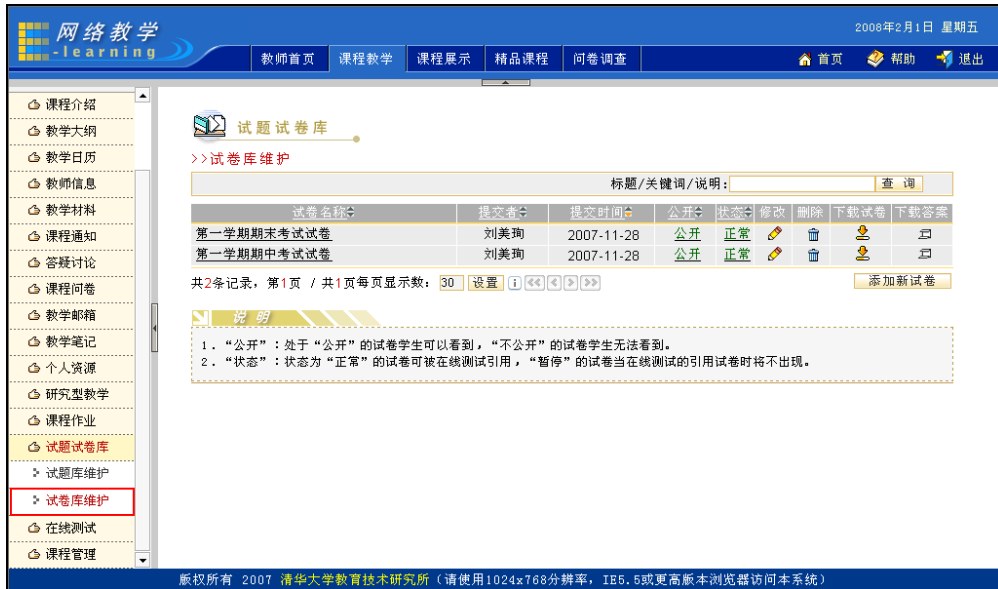 网络教学
-learning
2008年2月1日 星期五
教师首页 课程教学 课程展示 精品课程 问卷调查 首页 帮助 退出
课程介绍
教学大纲
教学日历
教师信息
教学材料
课程通知
答疑讨论
课程问卷
教学邮箱
教学笔记
个人资源
研究型教学
课程作业
试题试卷库
试题库维护
试卷库维护
在线测试
课程管理
试题试卷库
>>试卷库维护
标题/关键词/说明: 查 询
试卷名称 提交者 提交时间 公开 状态 修改 删除 下载试卷 下载答案
第一学期期末考试试卷 刘美珣 2007-11-28 公开 正常
第一学期期中考试试卷 刘美珣 2007-11-28 公开 正常
共2条记录，第1页 /共1页每页显示数: 30 设置 i << < > >>
添加新试卷
说 明
1．“公开”：处于“公开”的试卷学生可以看到，“不公开”的试卷学生无法看到。
2．“状态”：状态为“正常”的试卷可被在线测试引用，“暂停”的试卷当在线测试的引用试卷时将不出现。
版权所有 2007 清华大学教育技术研究所（请使用1024x768分辨率，IE5.5或更高版本浏览器访问本系统）